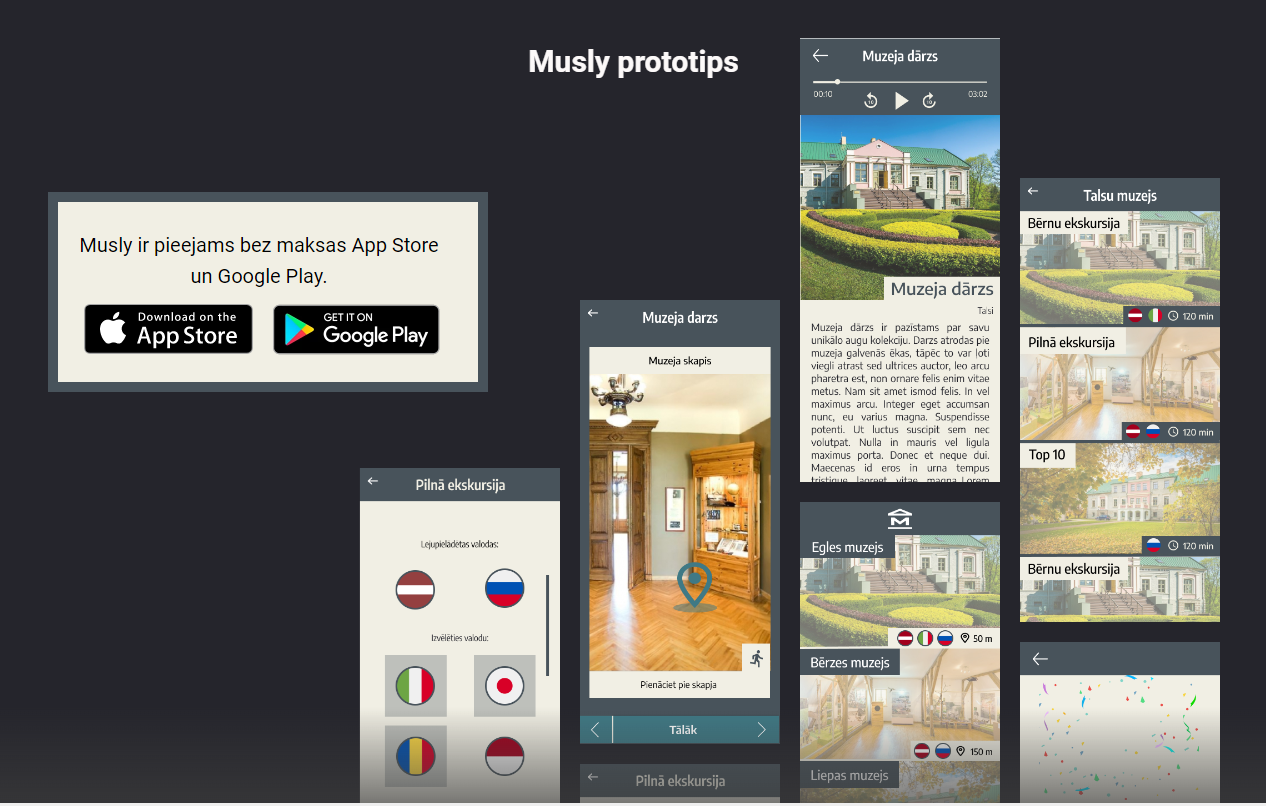 Musly prototips
Musly ir pieejams bez maksas App Store
un Google Play.
Download on the
App Store
GET IT ON
Google Play
Pilnā ekskursija
Lejupielādētas valodas:
Izvēlēties valodu:
Muzeja darzs
Muzeja skapis
Pienāciet pie skapja
Tālāk
Pilnā ekskursija
Muzeja dārzs
00:10
03:02
10
10
Muzeja dārzs
Talsi
Muzeja dārzs ir pazīstams par savu
unikālo augu kolekciju. Darzs atrodas pie
muzeja galvenās ēkas, tāpēc to var ļoti
viegli atrast sed ultrices auctor, leo arcu
pharetra est, non ornare felis enim vitae
metus. Nam sit amet ismod felis. In vel
maximus arcu. Integer eget accumsan
nunc, eu varius magna. Suspendisse
potenti. Ut luctus suscipit sem nec
volutpat. Nulla in mauris vel ligula
maximus porta. Donec et neque dui.
Maecenas id eros in urna tempus
tristique laoreet vitae magna.Lorem
Egles muzejs
50 m
Bērzes muzejs
150 m
Liepas muzejs
Talsu muzejs
Bērnu ekskursija
120 min
Pilnā ekskursija
120 min
Top 10
120 min
Bērnu ekskursija